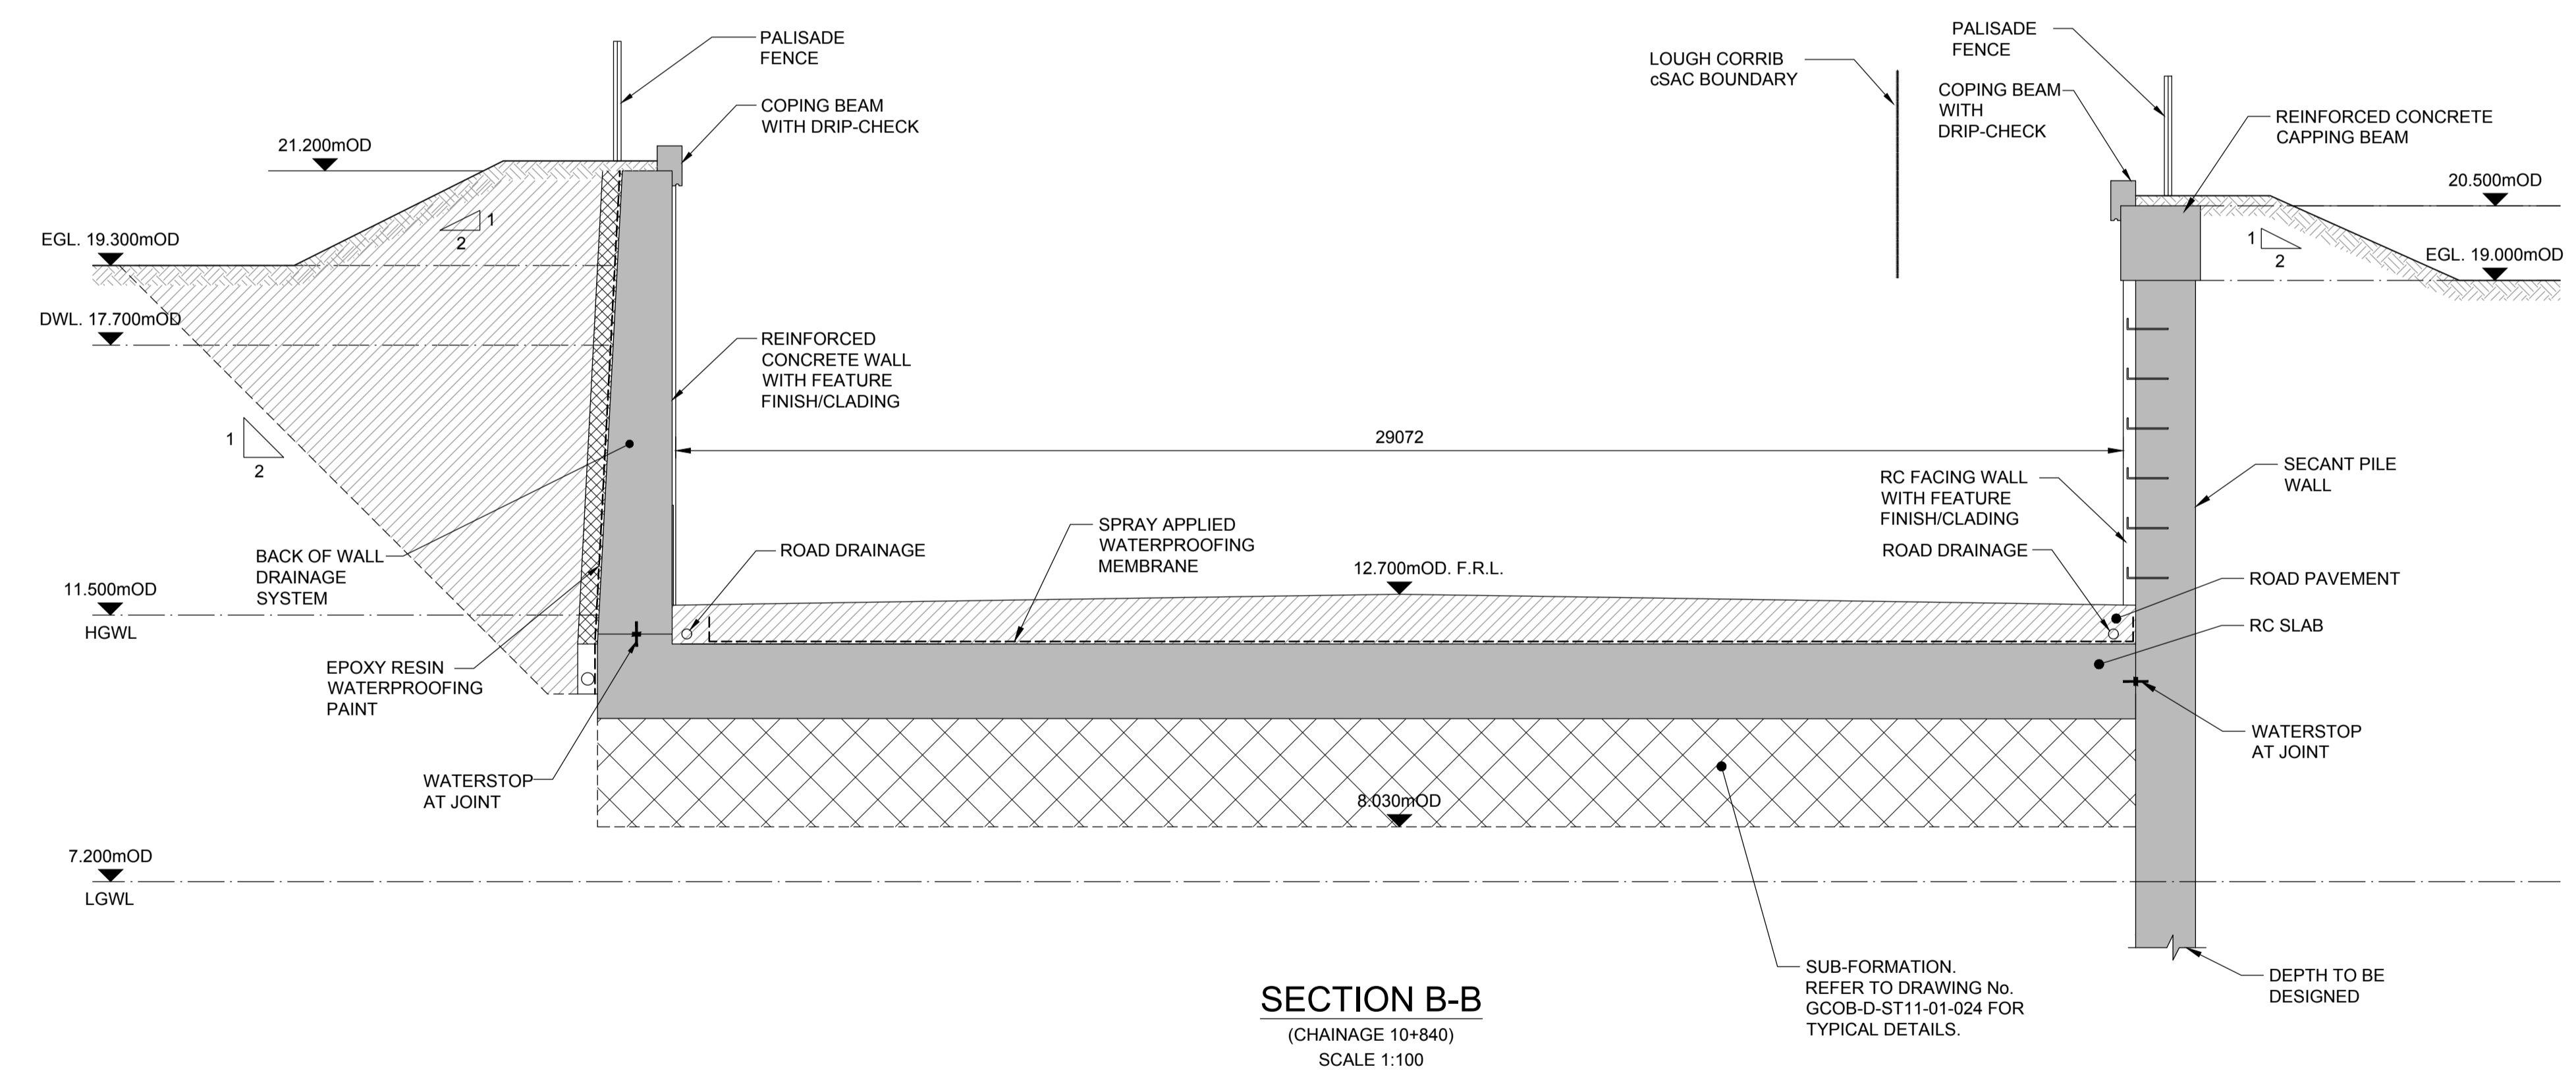 PALISADE
FENCE
COPING BEAM
WITH DRIP-CHECK
21.200mOD
EGL. 19.300mOD
1
2
DWL. 17.700mOD
1
2
REINFORCED
CONCRETE WALL
WITH FEATURE
FINISH/CLADING
BACK OF WALL
DRAINAGE
SYSTEM
11.500mOD
HGWL
EPOXY RESIN
WATERPROOFING
PAINT
WATERSTOP
AT JOINT
7.200mOD
LGWL
ROAD DRAINAGE
SPRAY APPLIED
WATERPROOFING
MEMBRANE
29072
12.700mOD. F.R.L.
8.030mOD
LOUGH CORRIB
cSAC BOUNDARY
PALISADE
FENCE
COPING BEAM
WITH
DRIP-CHECK
REINFORCED CONCRETE
CAPPING BEAM
20.500mOD
1
2
EGL. 19.000mOD
RC FACING WALL
WITH FEATURE
FINISH/CLADING
ROAD DRAINAGE
SECANT PILE
WALL
ROAD PAVEMENT
RC SLAB
WATERSTOP
AT JOINT
DEPTH TO BE
DESIGNED
SUB-FORMATION.
REFER TO DRAWING No.
GCOB-D-ST11-01-024 FOR
TYPICAL DETAILS.
SECTION B-B
(CHAINAGE 10+840)
SCALE 1:100